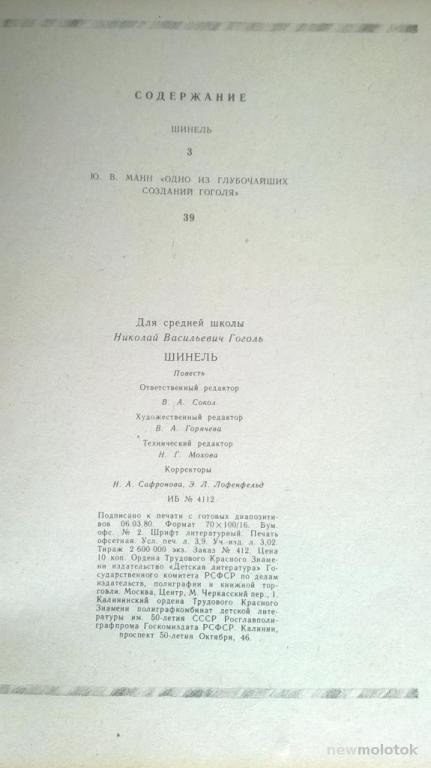 СОДЕРЖАНИЕ
ШИНЕЛЬ
3
Ю. В. МАНН «ОДНО ИЗ ГЛУБОЧАЙШИХ
СОЗДАНИЙ ГОГОЛЯ»
39
Для средней школы
Николай Васильевич Гоголь
ШИНЕЛЬ
Повесть
Ответственный редактор
В. А. Сокол
Художественный редактор
В. А. Горячева
Технический редактор
Н. Г. Мохова
Корректоры
Н. А. Сафронова, Э. Л. Лофенфельд
ИБ № 4112
Подписано к печати с готовых диапозити-
вов 06.03.80. Формат 70×100/16. Бум.
офс. № 2. Шрифт литературный. Печать
офсетная. Усл. печ. л. 3,9. Уч.-изд. л. 3,02.
Тираж 2 600 000 экз. Заказ № 412. Цена
10 коп. Ордена Трудового Красного Знаме-
ни издательство «Детская литература» Го-
сударственного комитета РСФСР по делам
издательств, полиграфии и книжной тор-
говли. Москва, Центр, М. Черкасский пер., 1.
Калининский ордена Трудового Красного
Знамени полиграфкомбинат детской лите-
ратуры им. 50-летия СССР Росглавполи-
графпрома Госкомиздата РСФСР. Калинин,
проспект 50-летия Октября, 46.
newmolotok